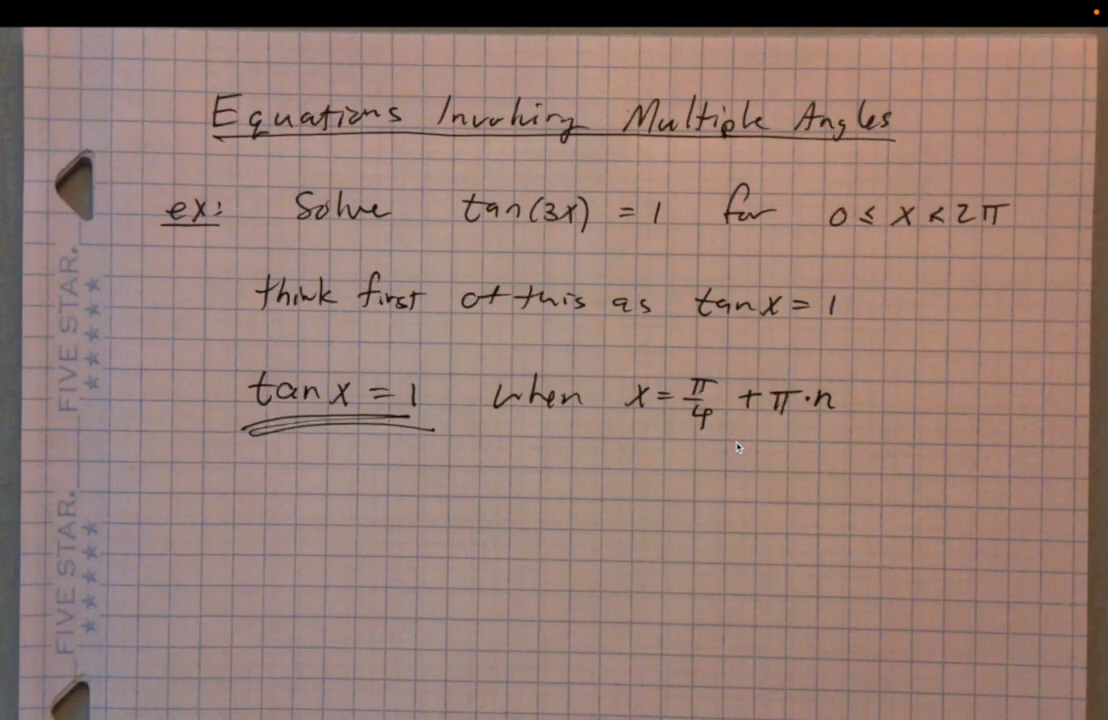 Equations Involving Multiple Angles
ex: Solve tan(3x) = 1 for 0 ≤ x < 2π
think first of this as tan x = 1
tan x = 1 when x = π/4 + π·n
FIVE STAR.
★★★★★
FIVE STAR.
★★★★★